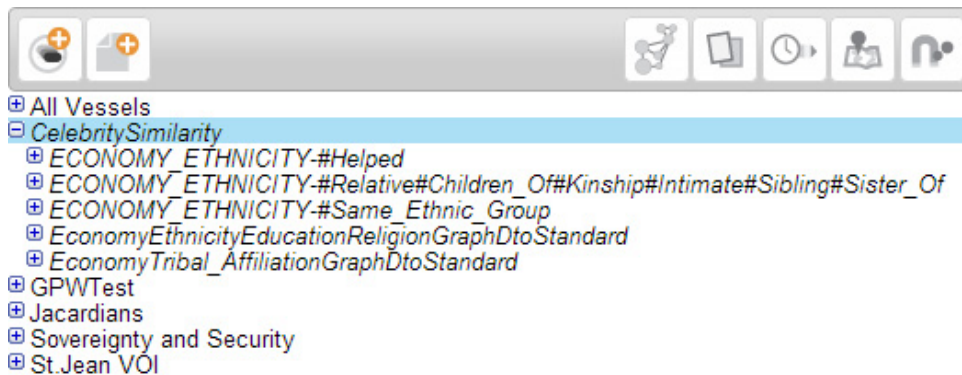 All Vessels
CelebritySimilarity
ECONOMY_ETHNICITY-#Helped
ECONOMY_ETHNICITY-#Relative#Children_Of#Kinship#Intimate#Sibling#Sister_Of
ECONOMY_ETHNICITY-#Same_Ethnic_Group
EconomyEthnicityEducationReligionGraphDtoStandard
EconomyTribal_AffiliationGraphDtoStandard
GPWTest
Jacardians
Sovereignty and Security
St.Jean VOI